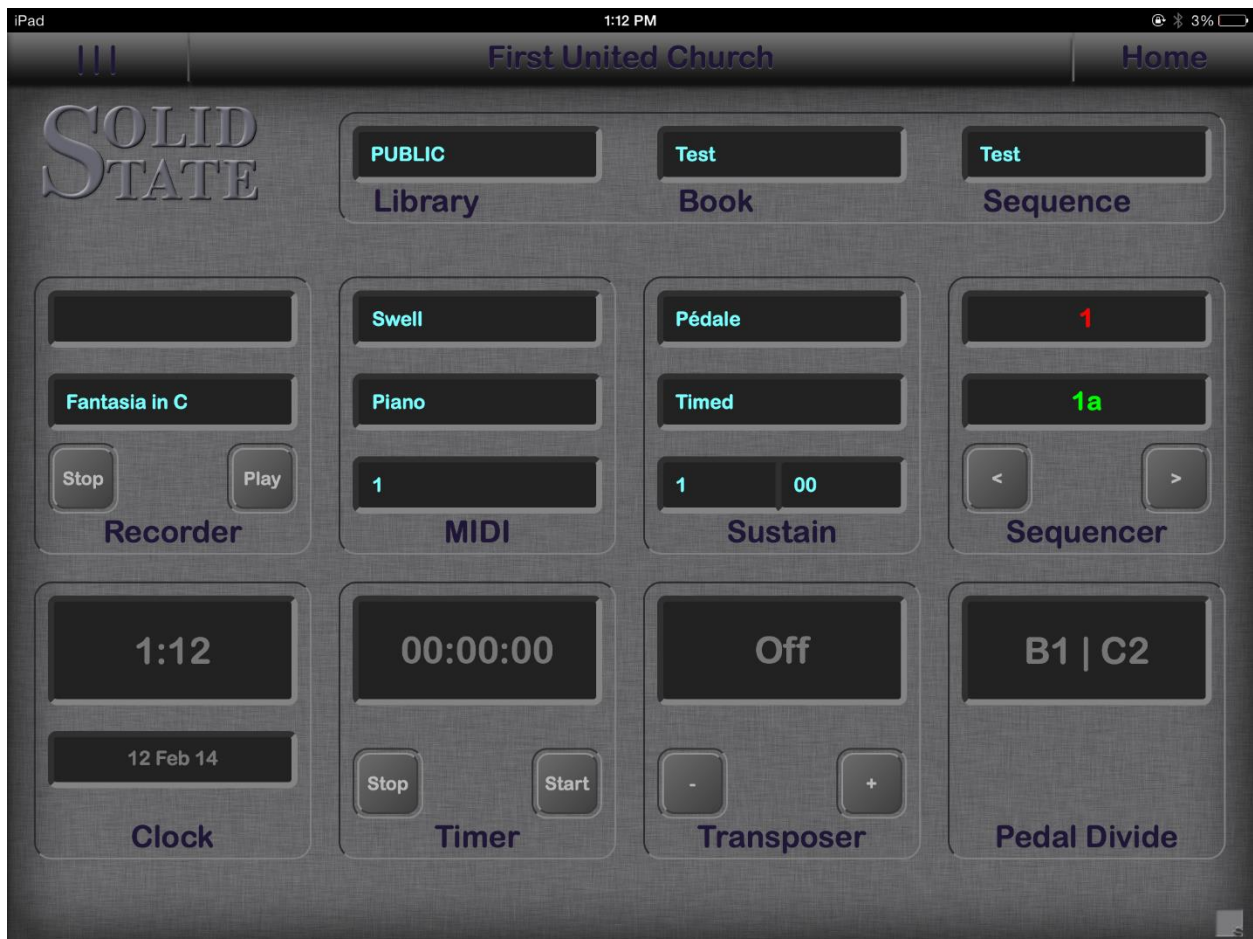 iPad 1:12 PM 3%
||| First United Church Home
SOLID
STATE
PUBLIC Test Test
Library Book Sequence
Swell Pédale 1
Fantasia in C Piano Timed 1a
Stop Play 1 1 00 < >
Recorder MIDI Sustain Sequencer
1:12 00:00:00 Off B1 | C2
12 Feb 14
Stop Start - +
Clock Timer Transposer Pedal Divide
S